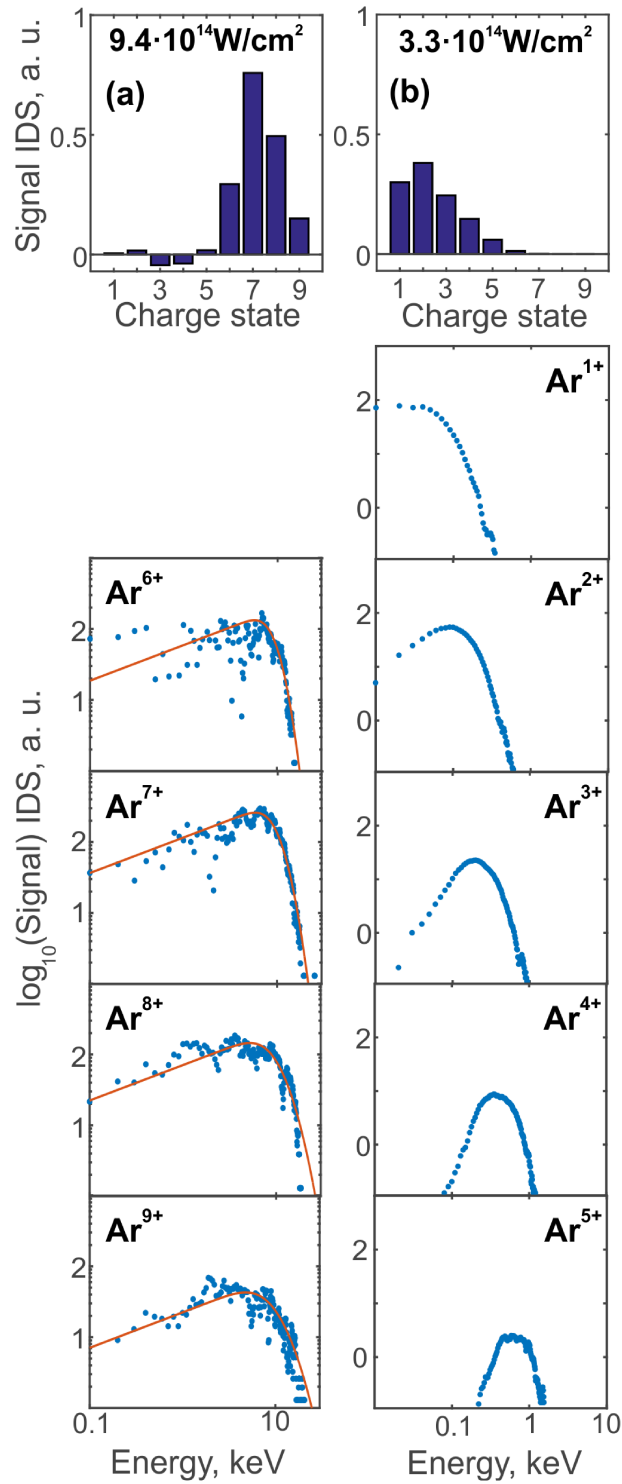 9.4·10¹⁴W/cm²
3.3·10¹⁴W/cm²
(a)
(b)
Signal IDS, a. u.
1
0.5
0
1
0.5
0
1 3 5 7 9
1 3 5 7 9
Charge state
Charge state
Ar¹⁺
2
0
Ar⁶⁺
2
1
Ar²⁺
2
0
log₁₀(Signal) IDS, a. u.
Ar⁷⁺
2
1
Ar³⁺
2
0
Ar⁸⁺
2
1
Ar⁴⁺
2
0
Ar⁹⁺
2
1
Ar⁵⁺
2
0
0.1 10
0.1 1 10
Energy, keV
Energy, keV